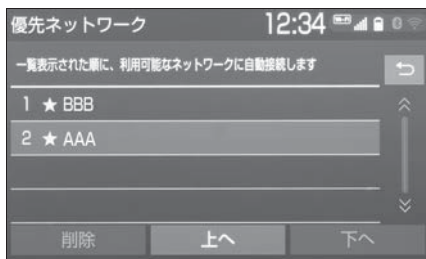 優先ネットワーク 12:34
一覧表示された順に、利用可能なネットワークに自動接続します
1 ★ BBB
2 ★ AAA
削除 上へ 下へ